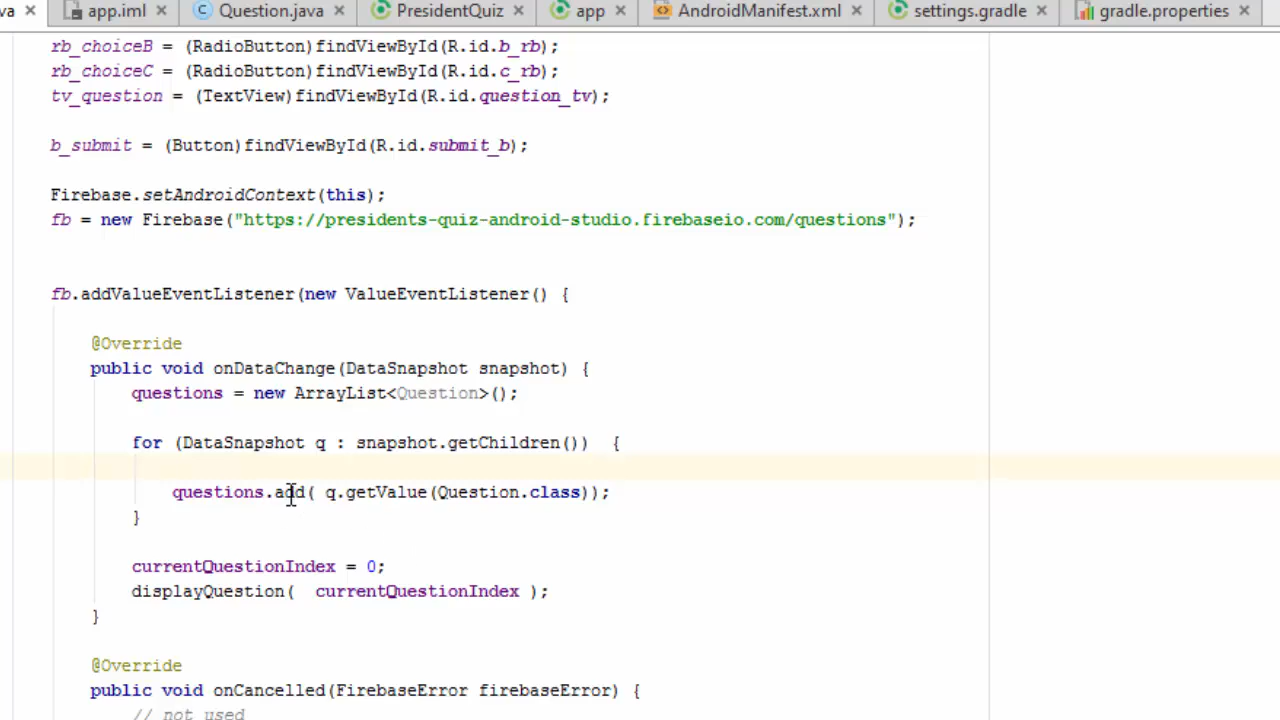 app.iml Question.java PresidentQuiz app AndroidManifest.xml settings.gradle gradle.properties
rb_choiceB = (RadioButton)findViewById(R.id.b_rb);
rb_choiceC = (RadioButton)findViewById(R.id.c_rb);
tv_question = (TextView)findViewById(R.id.question_tv);
b_submit = (Button)findViewById(R.id.submit_b);
Firebase.setAndroidContext(this);
fb = new Firebase("https://presidents-quiz-android-studio.firebaseio.com/questions");
fb.addValueEventListener(new ValueEventListener() {
@Override
public void onDataChange(DataSnapshot snapshot) {
questions = new ArrayList<Question>();
for (DataSnapshot q : snapshot.getChildren())  {
questions.add( q.getValue(Question.class));
}
currentQuestionIndex = 0;
displayQuestion(  currentQuestionIndex );
}
@Override
public void onCancelled(FirebaseError firebaseError) {
// not used